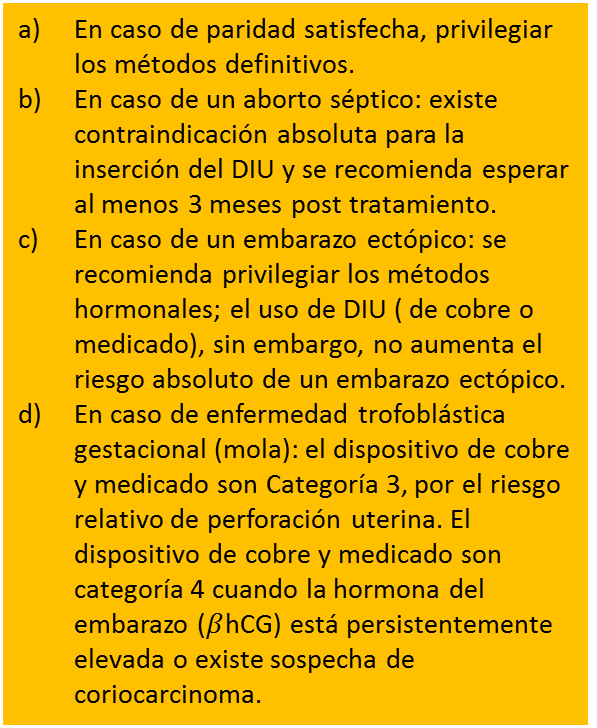 a) En caso de paridad satisfecha, privilegiar
los métodos definitivos.
b) En caso de un aborto séptico: existe
contraindicación absoluta para la
inserción del DIU y se recomienda esperar
al menos 3 meses post tratamiento.
c) En caso de un embarazo ectópico: se
recomienda privilegiar los métodos
hormonales; el uso de DIU ( de cobre o
medicado), sin embargo, no aumenta el
riesgo absoluto de un embarazo ectópico.
d) En caso de enfermedad trofoblástica
gestacional (mola): el dispositivo de cobre
y medicado son Categoría 3, por el riesgo
relativo de perforación uterina. El
dispositivo de cobre y medicado son
categoría 4 cuando la hormona del
embarazo (βhCG) está persistentemente
elevada o existe sospecha de
coriocarcinoma.